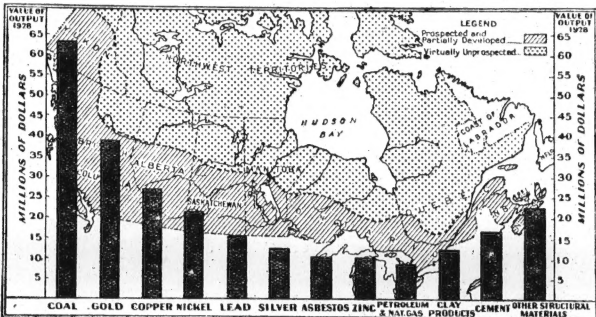 VALUE OF OUTPUT 1928
LEGEND
Prospected and
Partially Developed
Virtually Unprospected
VALUE OF OUTPUT 1928
MILLIONS OF DOLLARS
65
60
55
50
45
40
35
30
25
20
15
10
5
YUKON
NORTHWEST TERRITORIES
HUDSON
BAY
COAST OF
LABRADOR
ALBERTA
SASKATCHEWAN
MILLIONS OF DOLLARS
65
60
55
50
45
40
35
30
25
20
15
10
5
COAL GOLD COPPER NICKEL LEAD SILVER ASBESTOS ZINC PETROLEUM & NAT. GAS CLAY PRODUCTS CEMENT OTHER STRUCTURAL MATERIALS